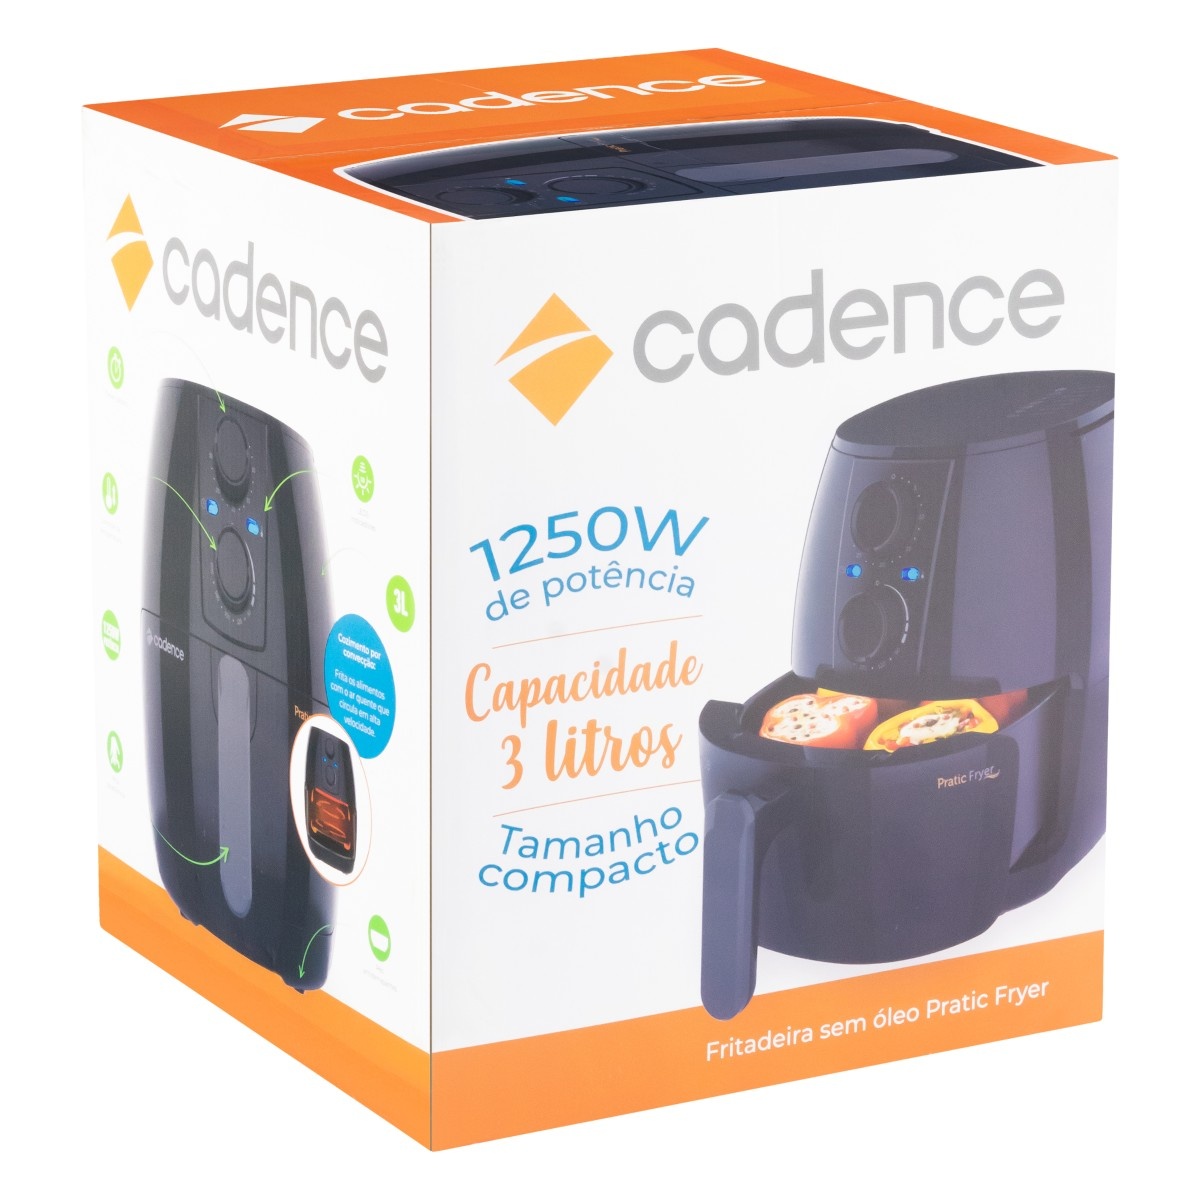 cadence
cadence
3L
cadence
Cozimento por
convecção:
Frita os alimentos
com o ar quente que
circula em alta
velocidade.
Pratic
cadence
1250W
de potência
Capacidade
3 litros
Tamanho
compacto
Pratic Fryer
Fritadeira sem óleo Pratic Fryer